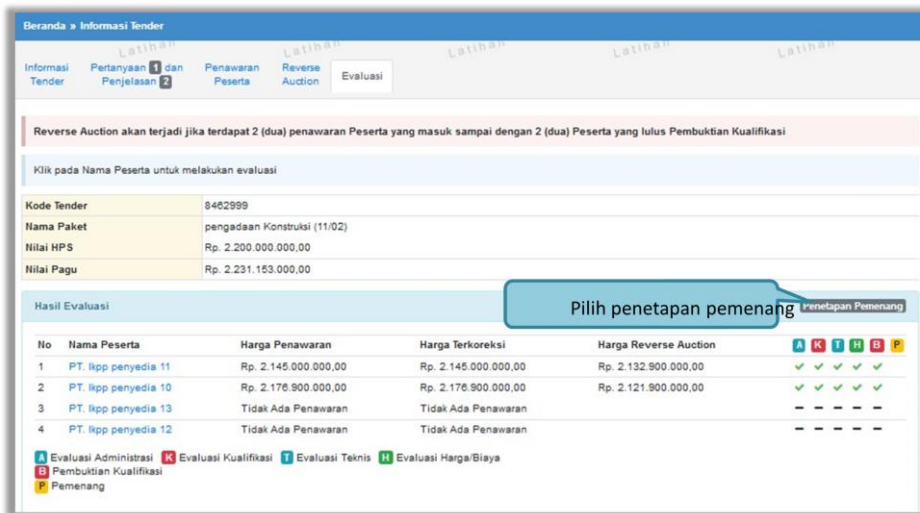 Beranda » Informasi Tender
Latihan Latihan Latihan Latihan Latihan
Informasi Tender
Pertanyaan 1 dan Penjelasan 2
Penawaran Peserta
Reverse Auction
Evaluasi
Reverse Auction akan terjadi jika terdapat 2 (dua) penawaran Peserta yang masuk sampai dengan 2 (dua) Peserta yang lulus Pembuktian Kualifikasi
Klik pada Nama Peserta untuk melakukan evaluasi
Kode Tender 8462999
Nama Paket pengadaan Konstruksi (11/02)
Nilai HPS Rp. 2.200.000.000,00
Nilai Pagu Rp. 2.231.153.000,00
Hasil Evaluasi
Pilih penetapan pemenang
Penetapan Pemenang
No Nama Peserta Harga Penawaran Harga Terkoreksi Harga Reverse Auction A K T H B P
1 PT. lkpp penyedia 11 Rp. 2.145.000.000,00 Rp. 2.145.000.000,00 Rp. 2.132.900.000,00 ✓ ✓ ✓ ✓ ✓
2 PT. lkpp penyedia 10 Rp. 2.176.900.000,00 Rp. 2.176.900.000,00 Rp. 2.121.900.000,00 ✓ ✓ ✓ ✓ ✓
3 PT. lkpp penyedia 13 Tidak Ada Penawaran Tidak Ada Penawaran – – – – –
4 PT. lkpp penyedia 12 Tidak Ada Penawaran Tidak Ada Penawaran – – – – –
A Evaluasi Administrasi K Evaluasi Kualifikasi T Evaluasi Teknis H Evaluasi Harga/Biaya
B Pembuktian Kualifikasi
P Pemenang